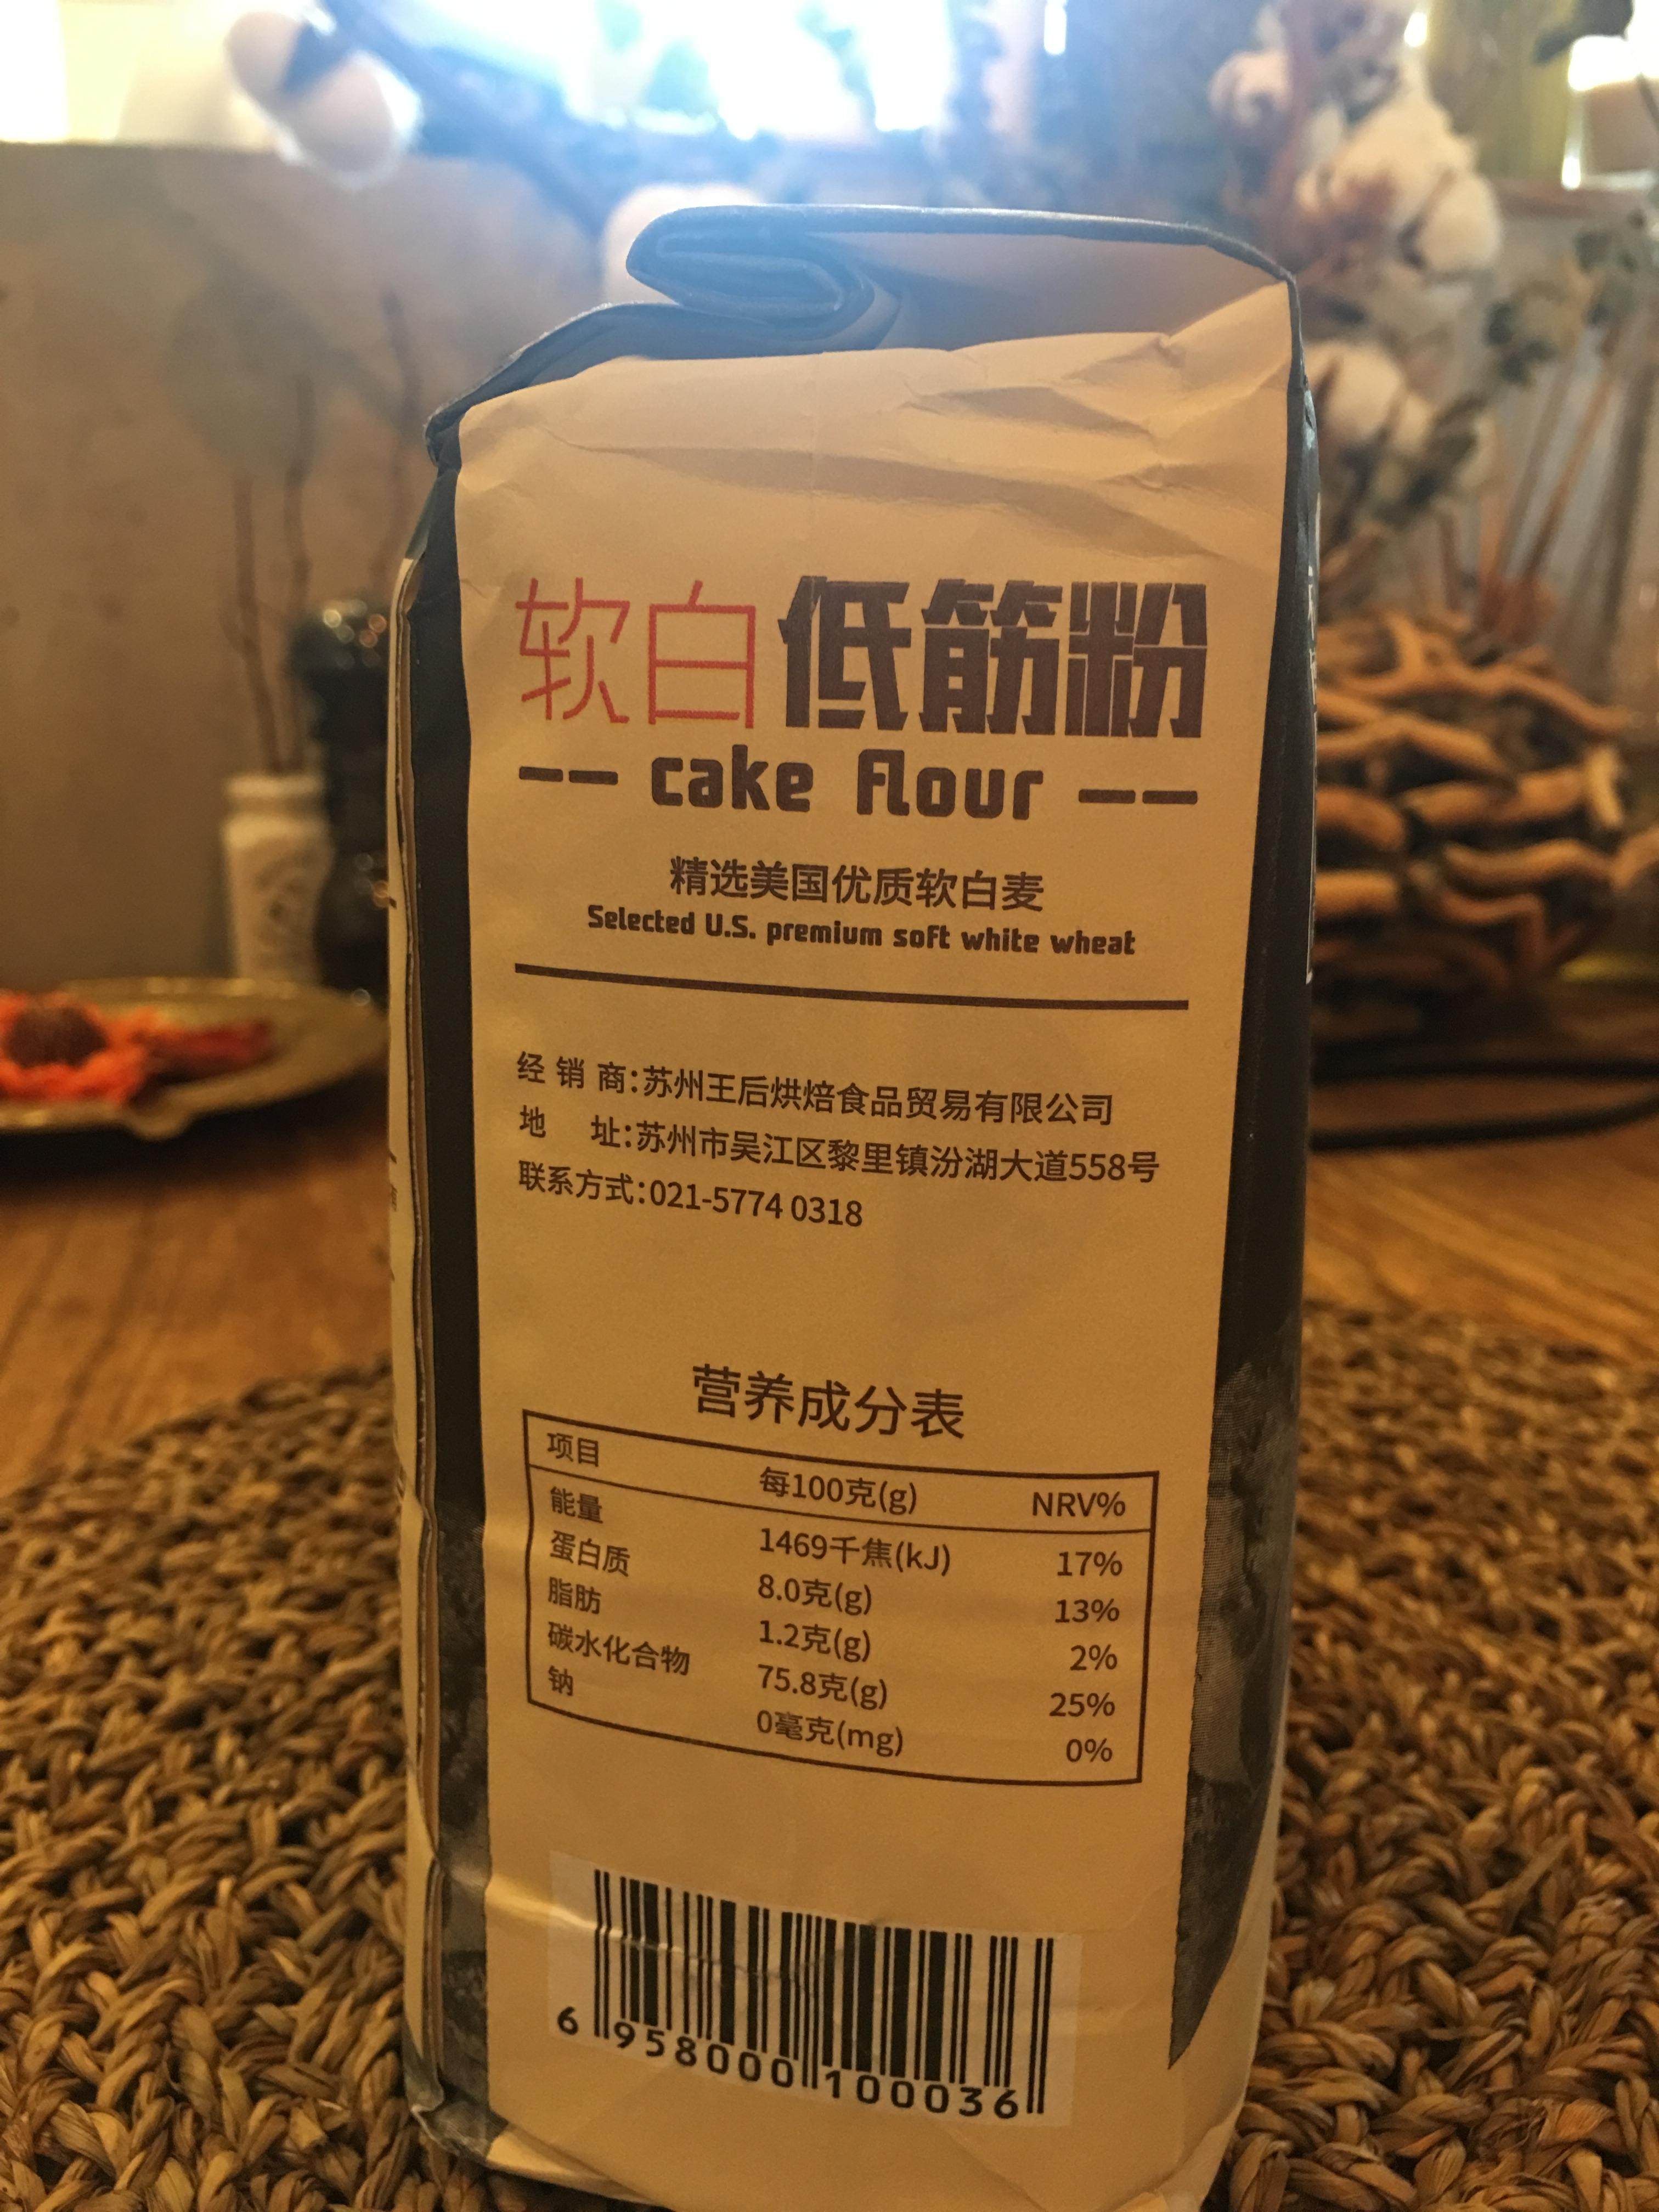 软白低筋粉
-- cake flour --
精选美国优质软白麦
Selected U.S. premium soft white wheat
经销商:苏州王后烘焙食品贸易有限公司
地址:苏州市吴江区黎里镇汾湖大道558号
联系方式:021-5774 0318
营养成分表
项目 每100克(g) NRV%
能量 1469千焦(kJ) 17%
蛋白质 8.0克(g) 13%
脂肪 1.2克(g) 2%
碳水化合物 75.8克(g) 25%
钠 0毫克(mg) 0%
6 958000 100036